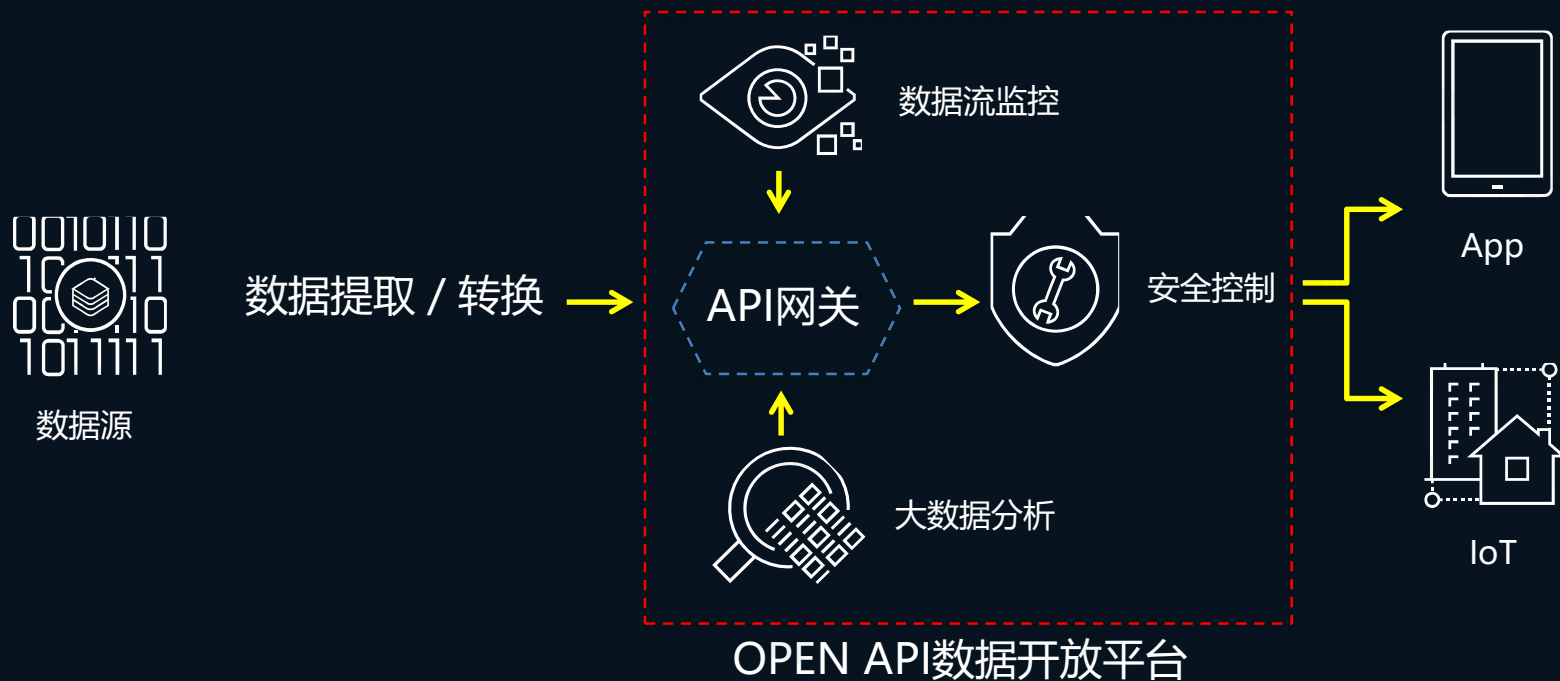 数据流监控
App
数据提取 / 转换
API网关
安全控制
数据源
大数据分析
IoT
OPEN API数据开放平台